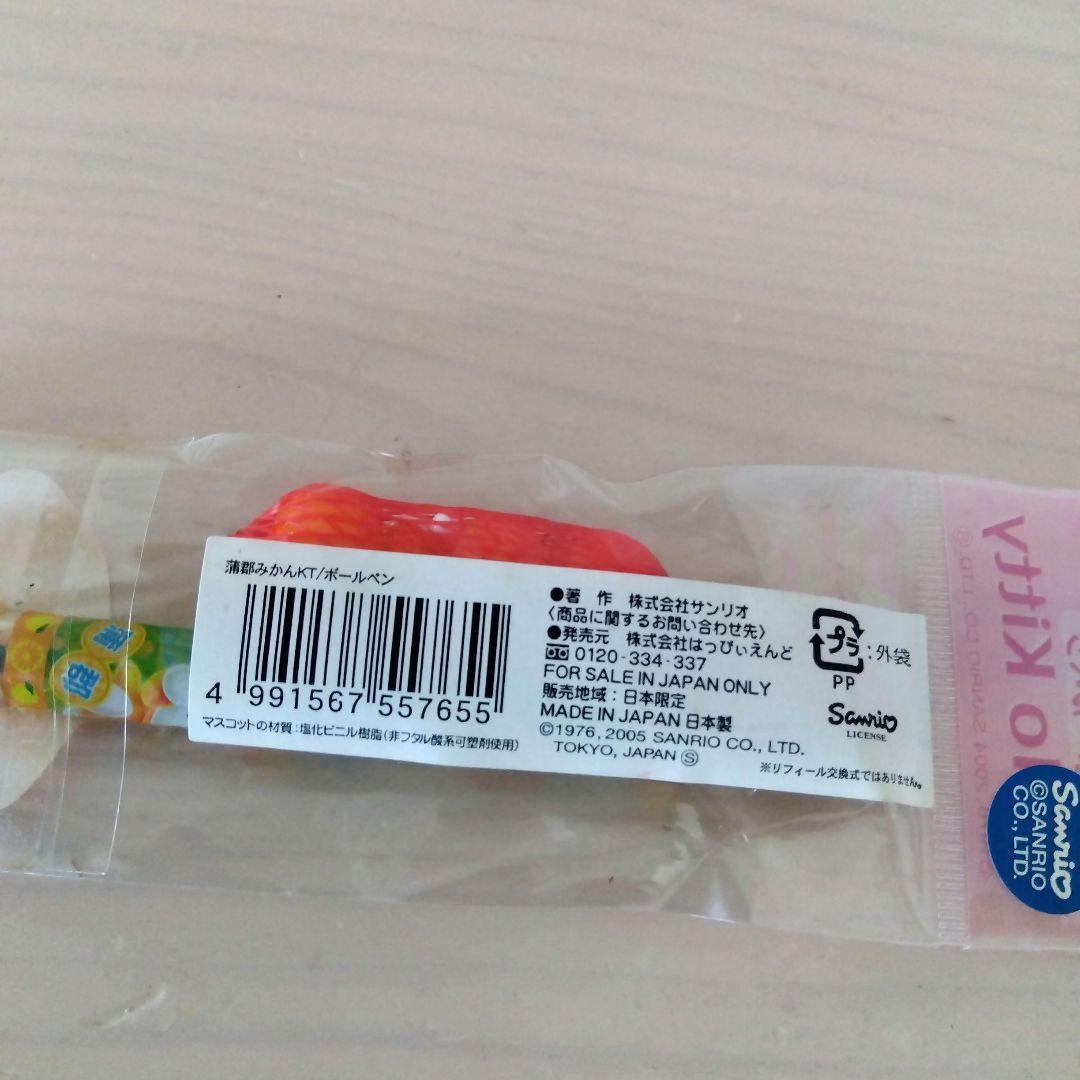 蒲郡みかんKT/ボールペン
4 991567 557655
マスコットの材質:塩化ビニル樹脂(非フタル酸系可塑剤使用)
●著 作 株式会社サンリオ
〈商品に関するお問い合わせ先〉
●発売元 株式会社はっぴぃえんど
0120-334-337
FOR SALE IN JAPAN ONLY
販売地域:日本限定
MADE IN JAPAN 日本製
©1976, 2005 SANRIO CO., LTD.
TOKYO, JAPAN Ⓢ
プラ :外袋
PP
Sanrio
LICENSE
※リフィール交換式ではありません。
蒲郡
Kitty
Sanrio
©SANRIO
CO., LTD.